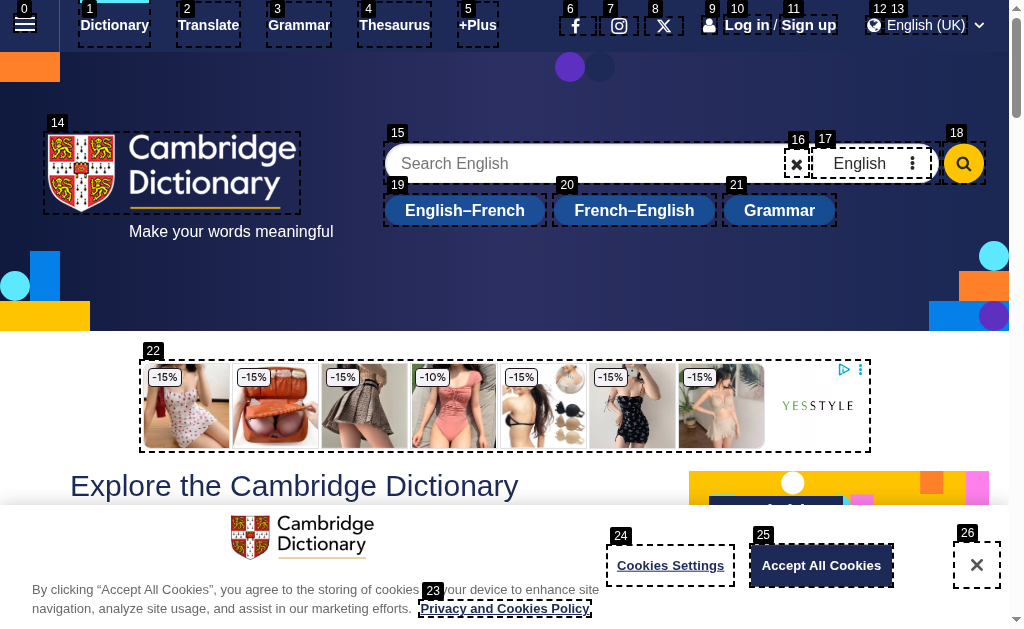 0
1
2
3
4
5
6
7
8
9
10
11
12
13
Dictionary
Translate
Grammar
Thesaurus
+Plus
Log in / Sign up
English (UK)
14
15
16
17
18
Cambridge
Dictionary
Make your words meaningful
Search English
English
19
20
21
English–French
French–English
Grammar
22
-15%
-15%
-15%
-10%
-15%
-15%
-15%
YESSTYLE
Explore the Cambridge Dictionary
Cambridge
Dictionary
23
24
25
26
By clicking “Accept All Cookies”, you agree to the storing of cookies your device to enhance site
navigation, analyze site usage, and assist in our marketing efforts. Privacy and Cookies Policy
Cookies Settings
Accept All Cookies